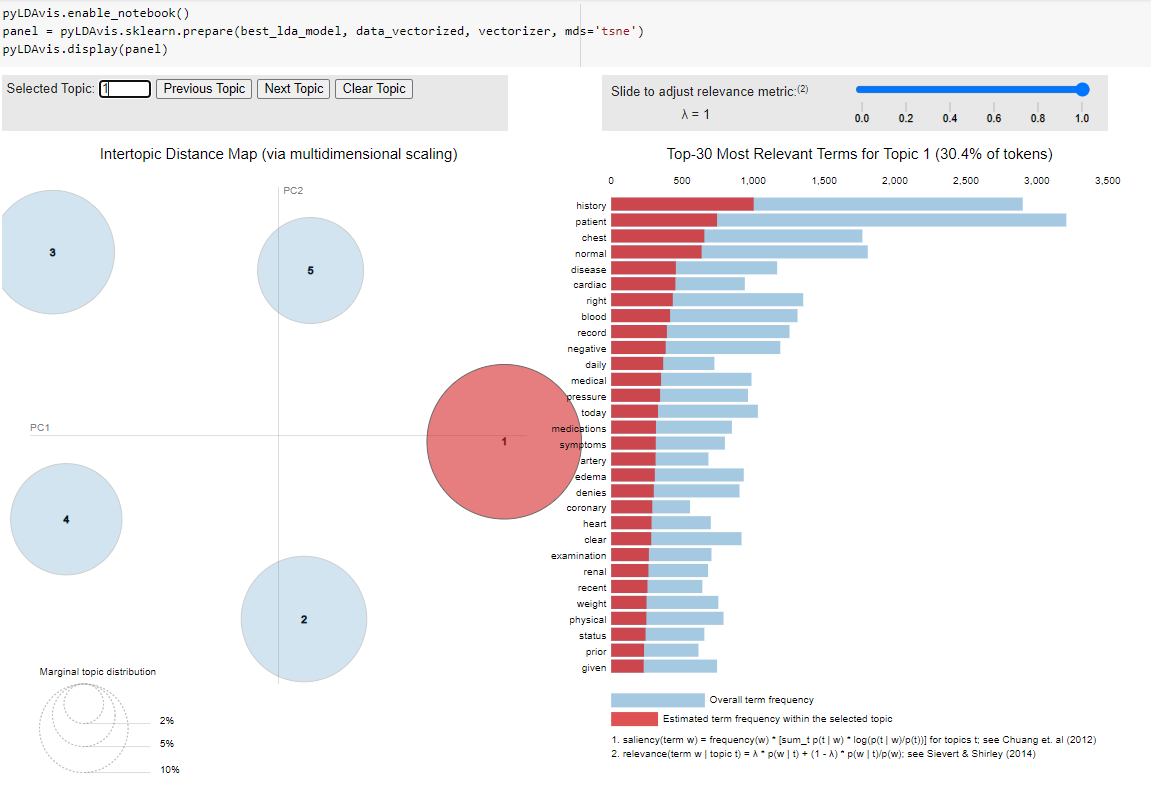 pyLDAvis.enable_notebook()
panel = pyLDAvis.sklearn.prepare(best_lda_model, data_vectorized, vectorizer, mds='tsne')
pyLDAvis.display(panel)
Selected Topic: 1 Previous Topic Next Topic Clear Topic
Slide to adjust relevance metric:(2)
λ = 1
0.0 0.2 0.4 0.6 0.8 1.0
Intertopic Distance Map (via multidimensional scaling)
PC2
3
5
PC1
1
4
2
Marginal topic distribution
2%
5%
10%
Top-30 Most Relevant Terms for Topic 1 (30.4% of tokens)
0 500 1,000 1,500 2,000 2,500 3,000 3,500
history
patient
chest
normal
disease
cardiac
right
blood
record
negative
daily
medical
pressure
today
medications
symptoms
artery
edema
denies
coronary
heart
clear
examination
renal
recent
weight
physical
status
prior
given
Overall term frequency
Estimated term frequency within the selected topic
1. saliency(term w) = frequency(w) * [sum_t p(t | w) * log(p(t | w)/p(t))] for topics t; see Chuang et. al (2012)
2. relevance(term w | topic t) = λ * p(w | t) + (1 - λ) * p(w | t)/p(w); see Sievert & Shirley (2014)